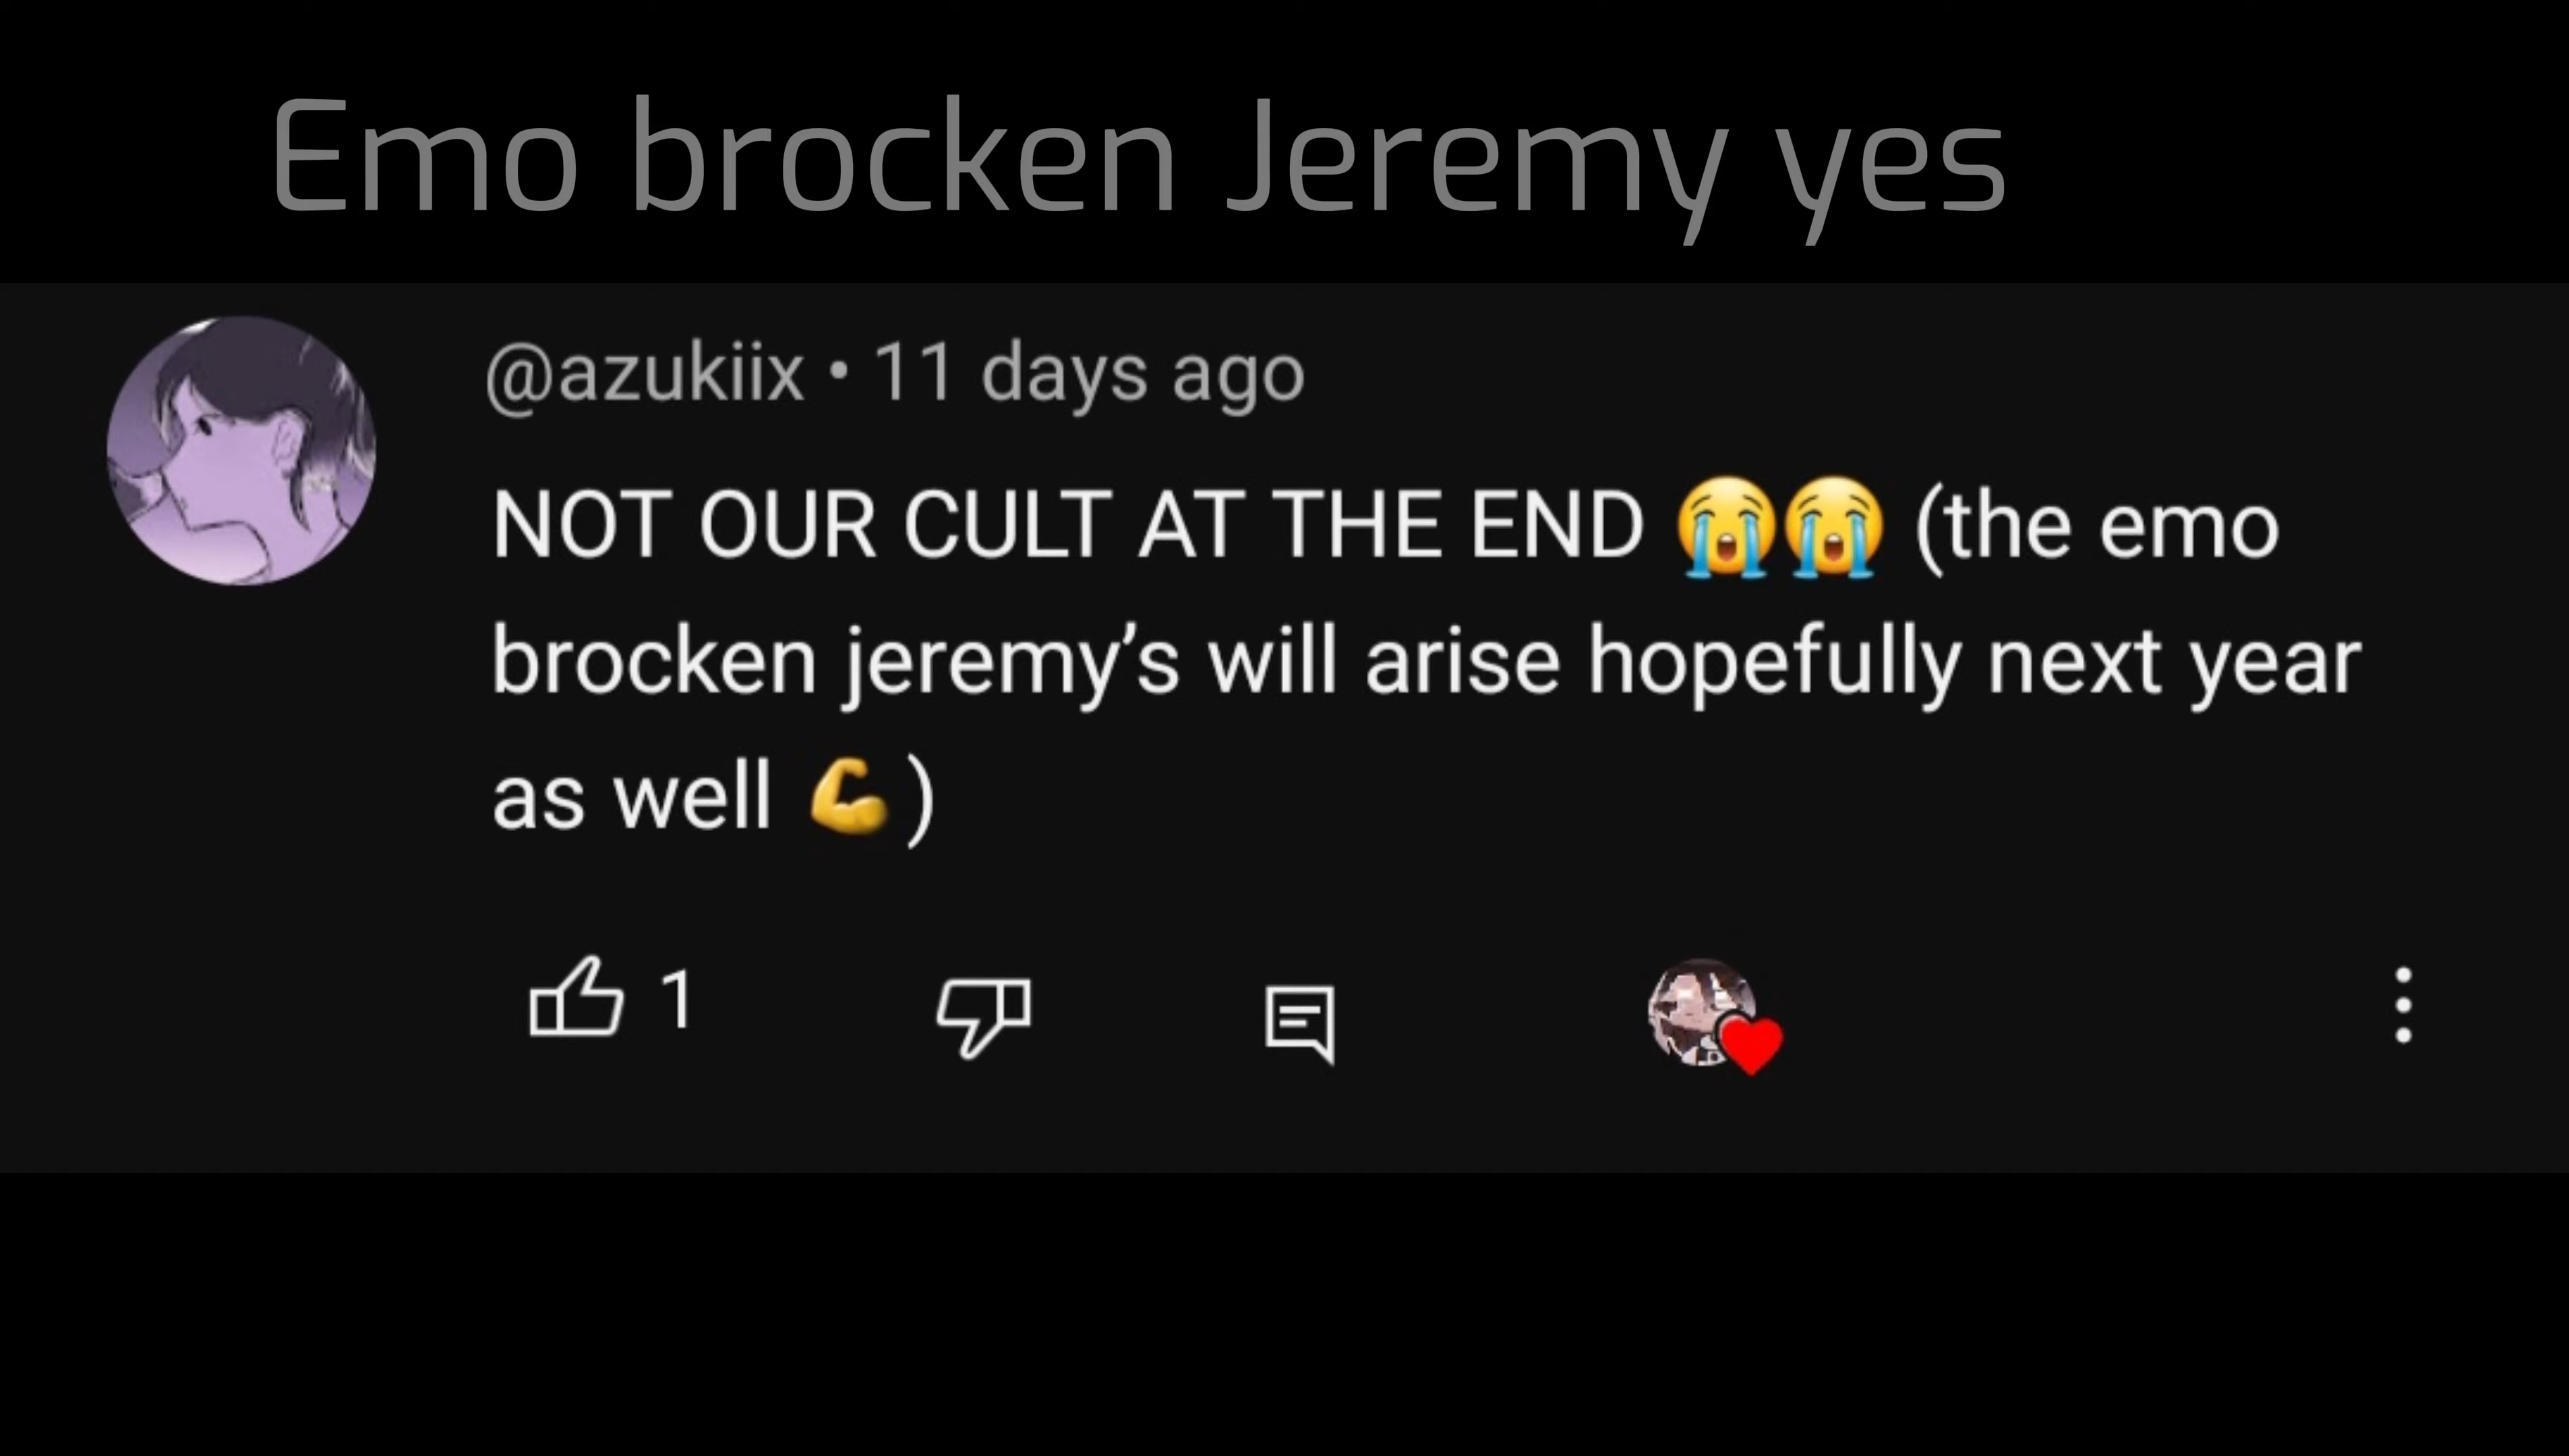 Emo brocken Jeremy yes
@azukiix • 11 days ago
NOT OUR CULT AT THE END 😭😭 (the emo
brocken jeremy’s will arise hopefully next year
as well 💪)
1